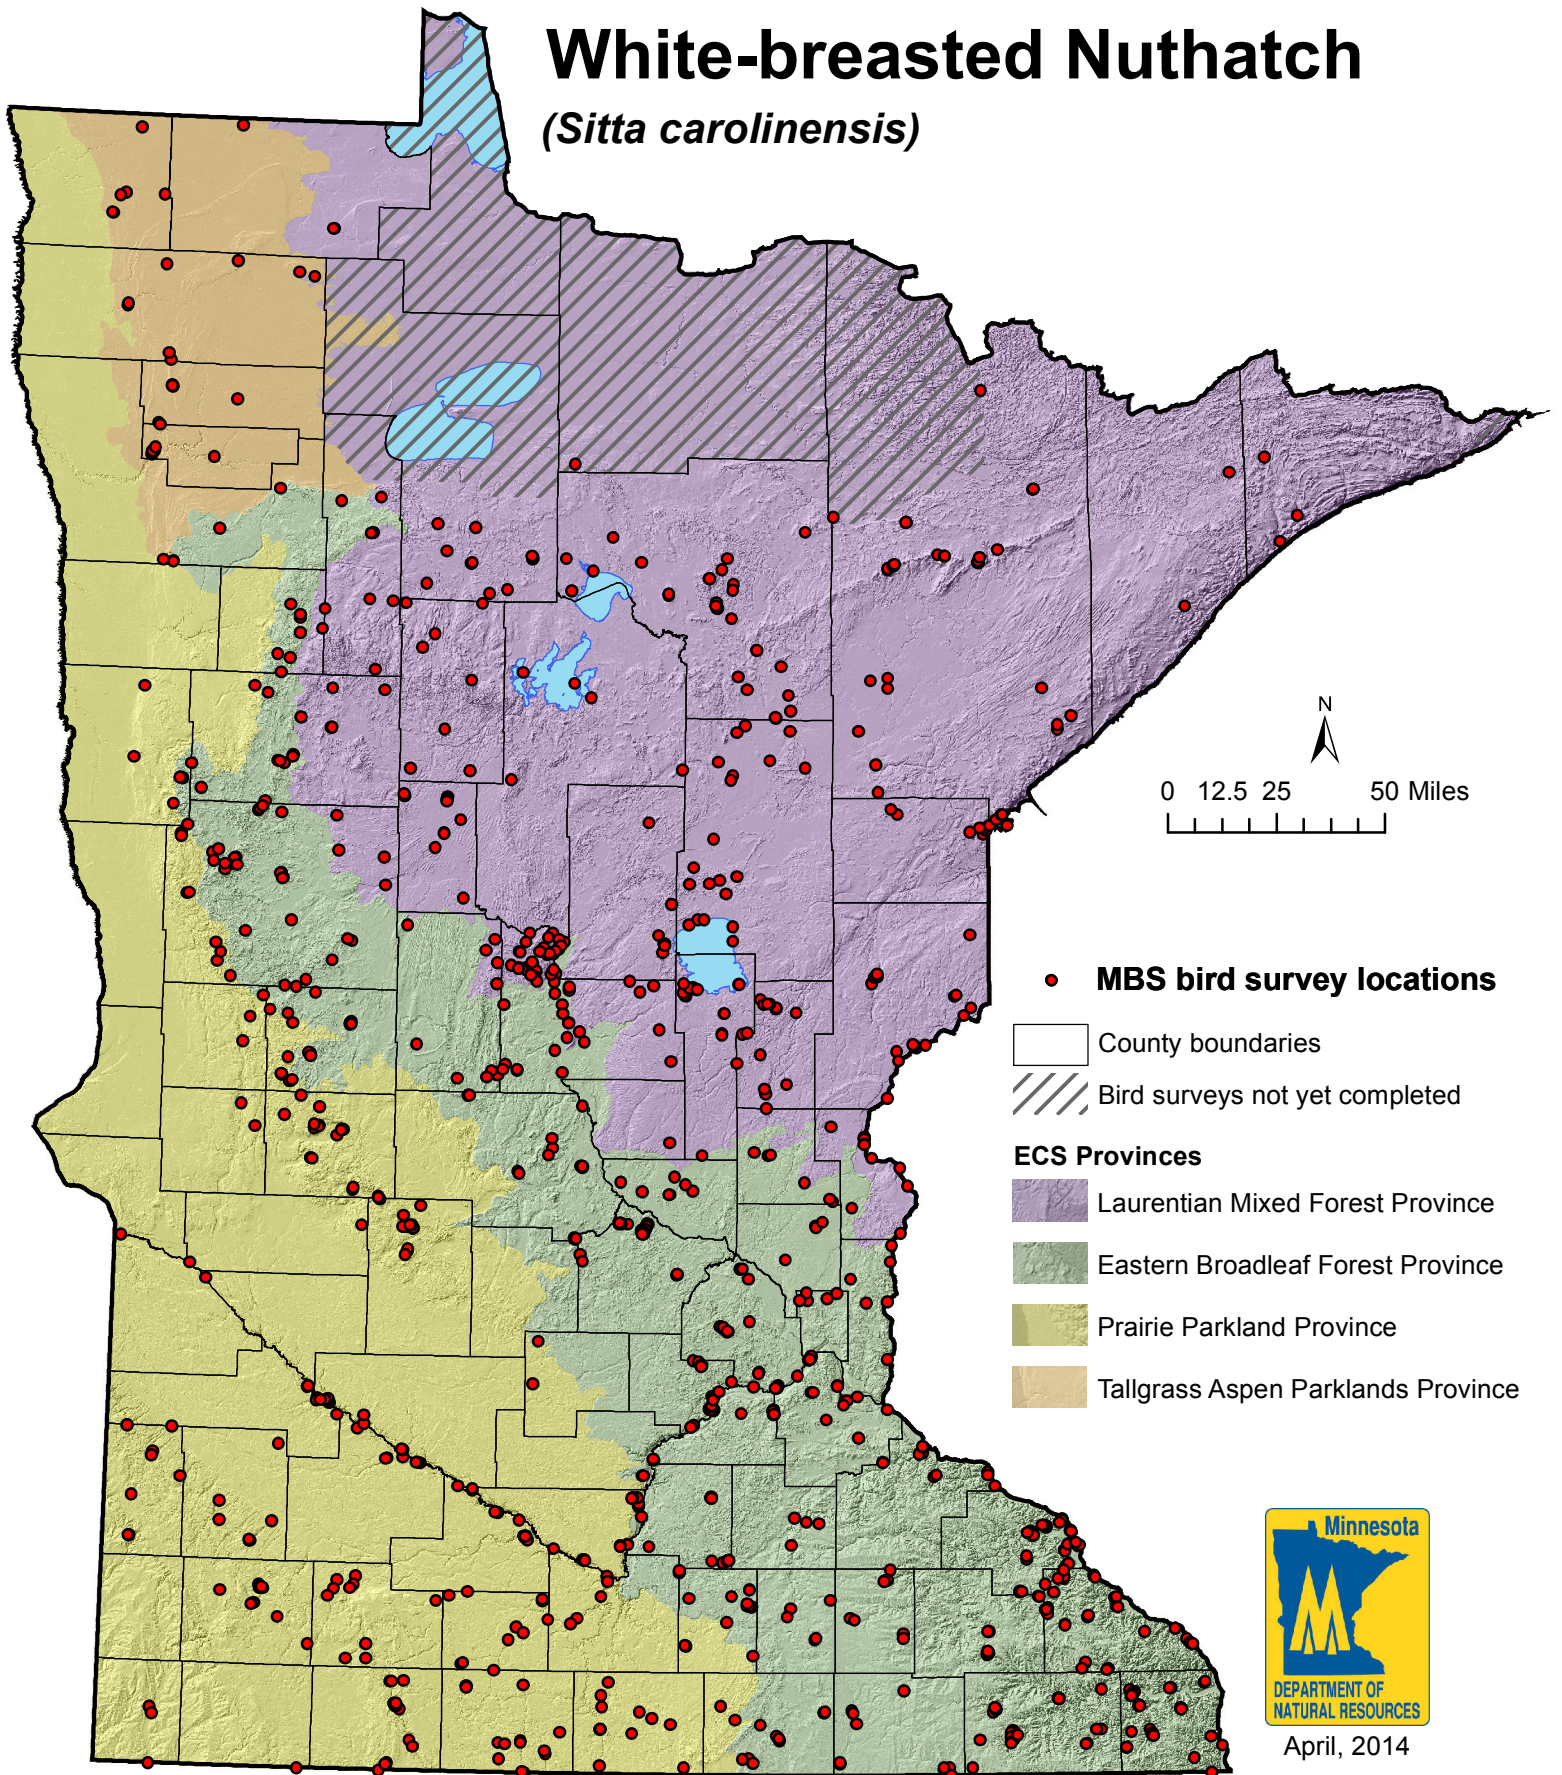 White-breasted Nuthatch
(Sitta carolinensis)
N
0 12.5 25 50 Miles
MBS bird survey locations
County boundaries
Bird surveys not yet completed
ECS Provinces
Laurentian Mixed Forest Province
Eastern Broadleaf Forest Province
Prairie Parkland Province
Tallgrass Aspen Parklands Province
Minnesota
DEPARTMENT OF
NATURAL RESOURCES
April, 2014